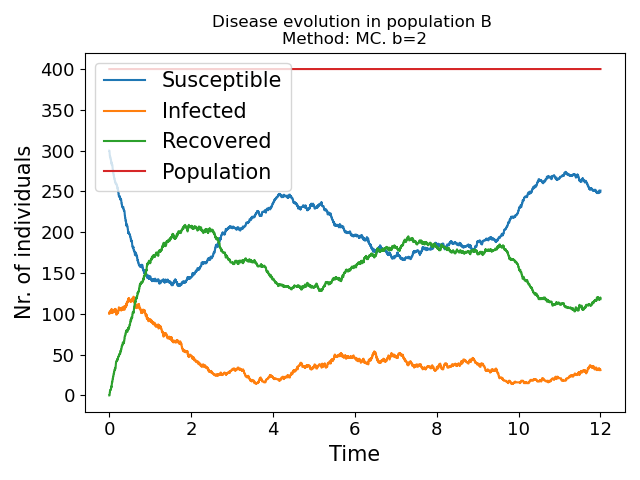 Disease evolution in population B
Method: MC. b=2
400
350
300
250
200
150
100
50
0
Nr. of individuals
Susceptible
Infected
Recovered
Population
0 2 4 6 8 10 12
Time